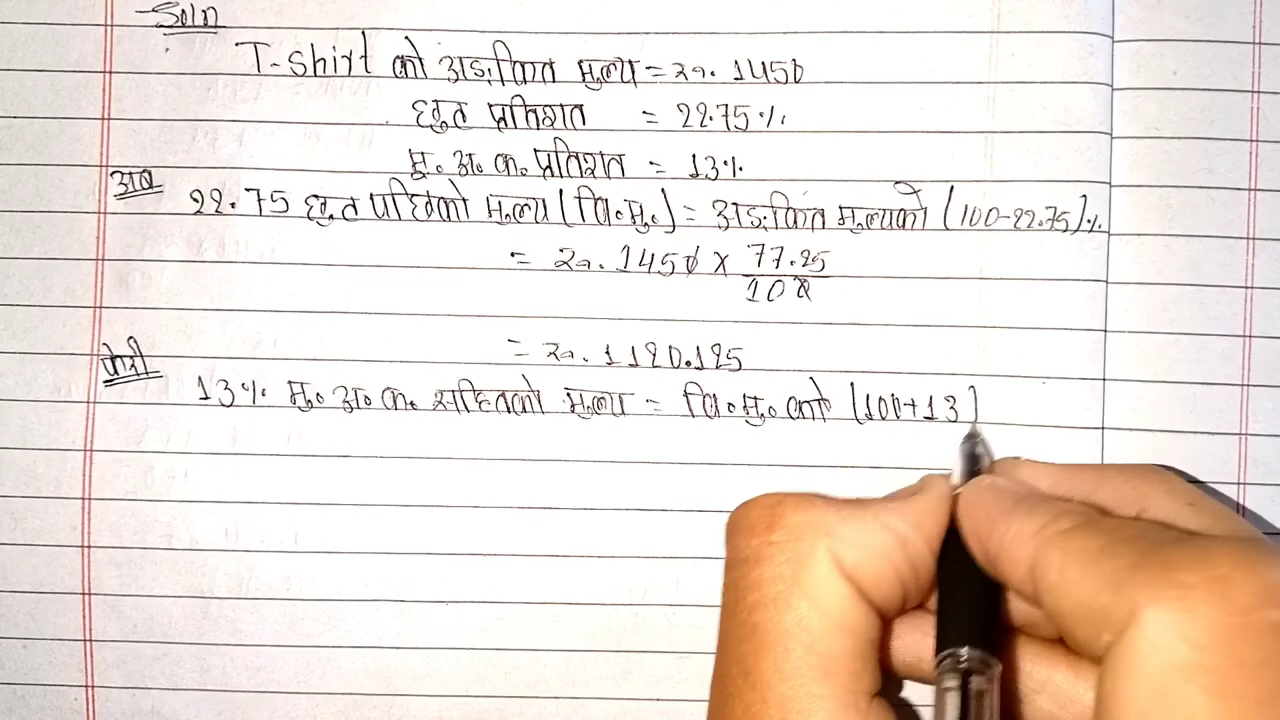 Soln
T-shirt को अङ्कित मूल्य = रु. 1450
छुट प्रतिशत = 22.75%
मू. अ. क. प्रतिशत = 13%
अब
22.75 छुट पछिको मूल्य (वि.मू.) = अङ्कित मूल्यको (100-22.75)%
= रु. 1450 × 77.25
100
= रु. 1120.125
फेरी
13% मू. अ. क. सहितको मूल्य = वि.मू. को (100+13)